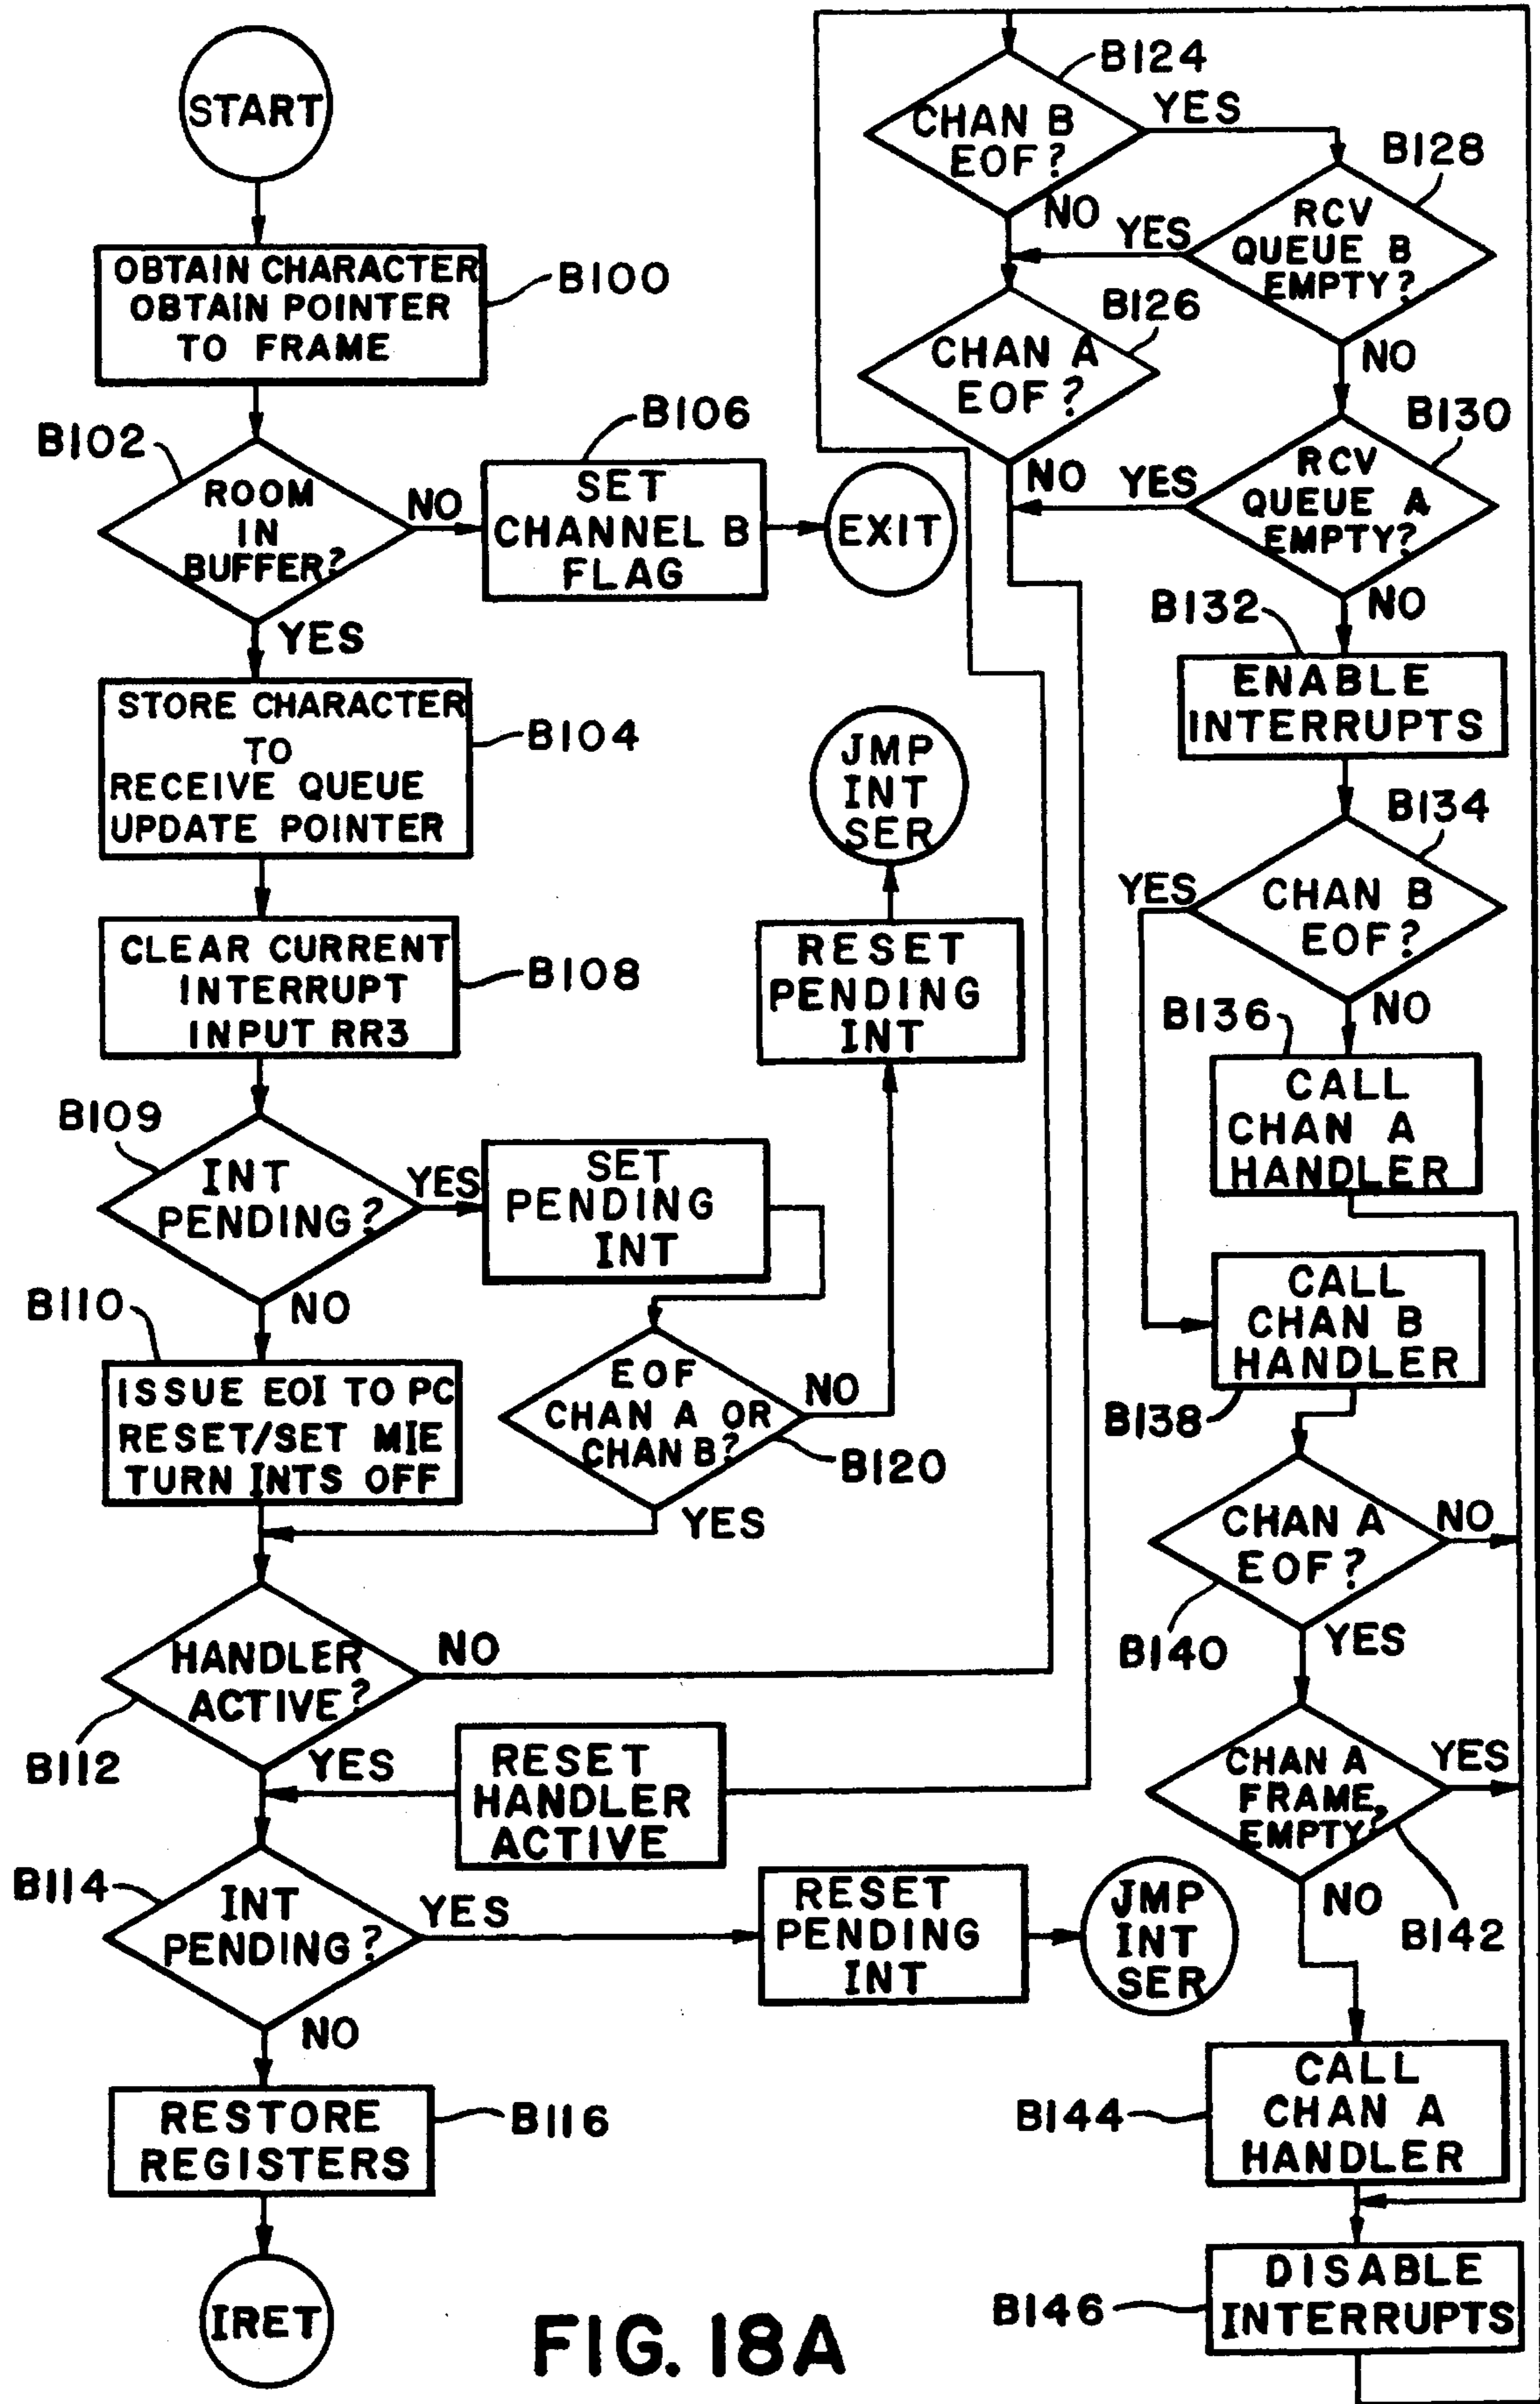 START
OBTAIN CHARACTER
OBTAIN POINTER
TO FRAME
B100
B102
ROOM
IN
BUFFER?
NO
B106
SET
CHANNEL B
FLAG
EXIT
YES
STORE CHARACTER
TO
RECEIVE QUEUE
UPDATE POINTER
B104
CLEAR CURRENT
INTERRUPT
INPUT RR3
B108
B109
INT
PENDING?
YES
SET
PENDING
INT
NO
B110
ISSUE EOI TO PC
RESET/SET MIE
TURN INTS OFF
EOF
CHAN A OR
CHAN B?
NO
B120
YES
RESET
PENDING
INT
JMP
INT
SER
HANDLER
ACTIVE?
NO
B112
YES
RESET
HANDLER
ACTIVE
B114
INT
PENDING?
YES
RESET
PENDING
INT
JMP
INT
SER
NO
RESTORE
REGISTERS
B116
IRET
B124
CHAN B
EOF?
YES
NO
B128
RCV
QUEUE B
EMPTY?
YES
NO
B126
CHAN A
EOF?
NO
B130
RCV
QUEUE A
EMPTY?
YES
NO
B132
ENABLE
INTERRUPTS
B134
CHAN B
EOF?
YES
NO
B136
CALL
CHAN A
HANDLER
CALL
CHAN B
HANDLER
B138
CHAN A
EOF?
NO
B140
YES
CHAN A
FRAME
EMPTY?
YES
NO
B142
CALL
CHAN A
HANDLER
B144
DISABLE
INTERRUPTS
B146
FIG. 18A